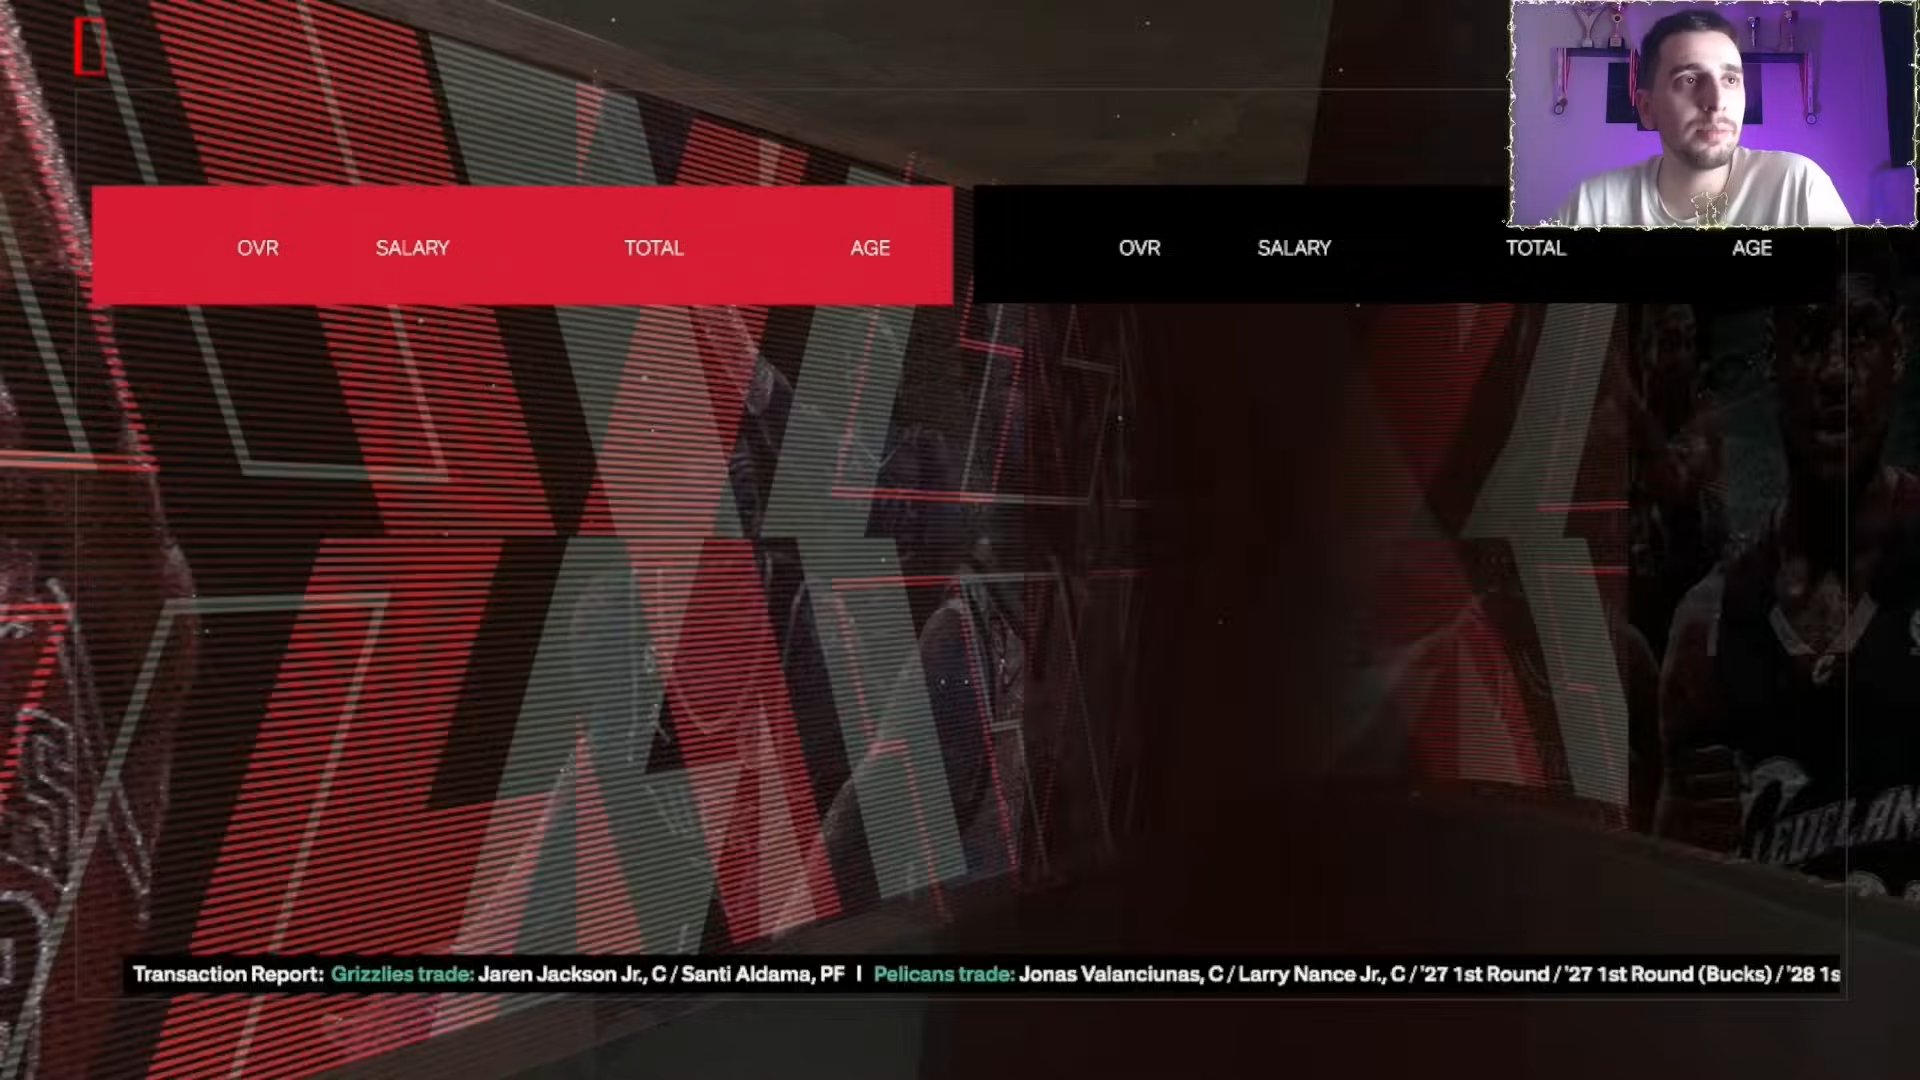 OVR SALARY TOTAL AGE
OVR SALARY TOTAL AGE
Transaction Report: Grizzlies trade: Jaren Jackson Jr., C / Santi Aldama, PF | Pelicans trade: Jonas Valanciunas, C / Larry Nance Jr., C / '27 1st Round / '27 1st Round (Bucks) / '28 1s